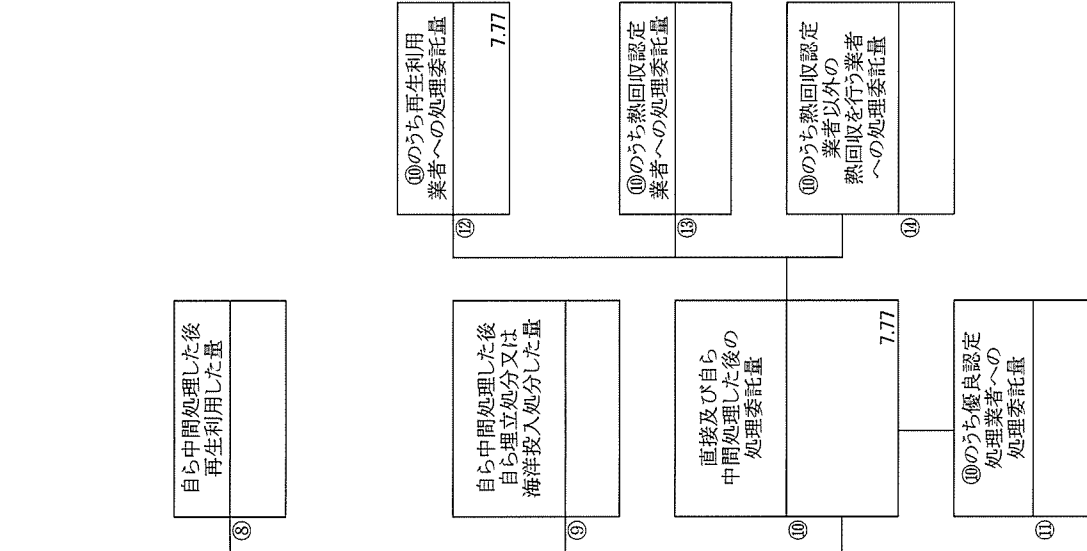 ⑧
自ら中間処理した後
再生利用した量
⑨
自ら中間処理した後
自ら埋立処分又は
海洋投入処分した量
⑩
直接及び自ら
中間処理した後の
処理委託量
7.77
⑪
⑩のうち優良認定
処理業者への
処理委託量
⑫
⑩のうち再生利用
業者への処理委託量
7.77
⑬
⑩のうち熱回収認定
業者への処理委託量
⑭
⑩のうち熱回収認定
業者以外の
熱回収を行う業者
への処理委託量